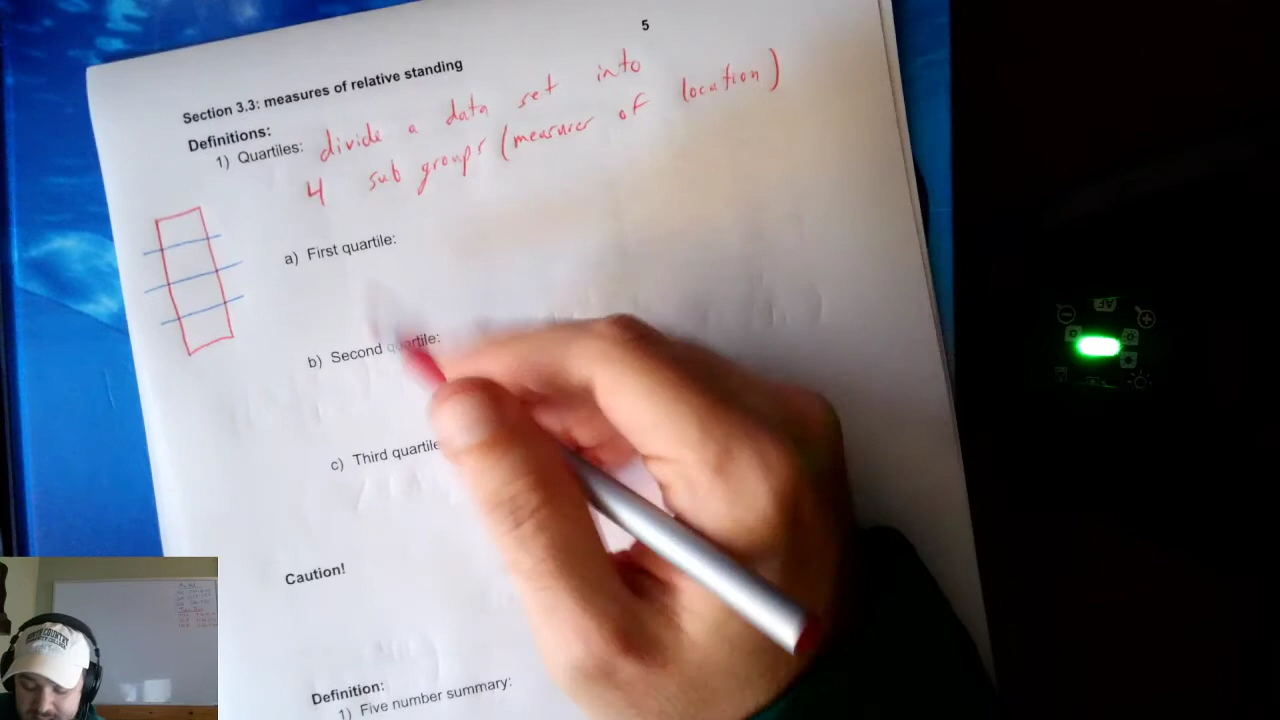 5
Section 3.3: measures of relative standing
Definitions:
1) Quartiles: divide a data set into
4 sub groups (measures of location)
a) First quartile:
b) Second quartile:
c) Third quartile
Caution!
Definition:
1) Five number summary:
AF